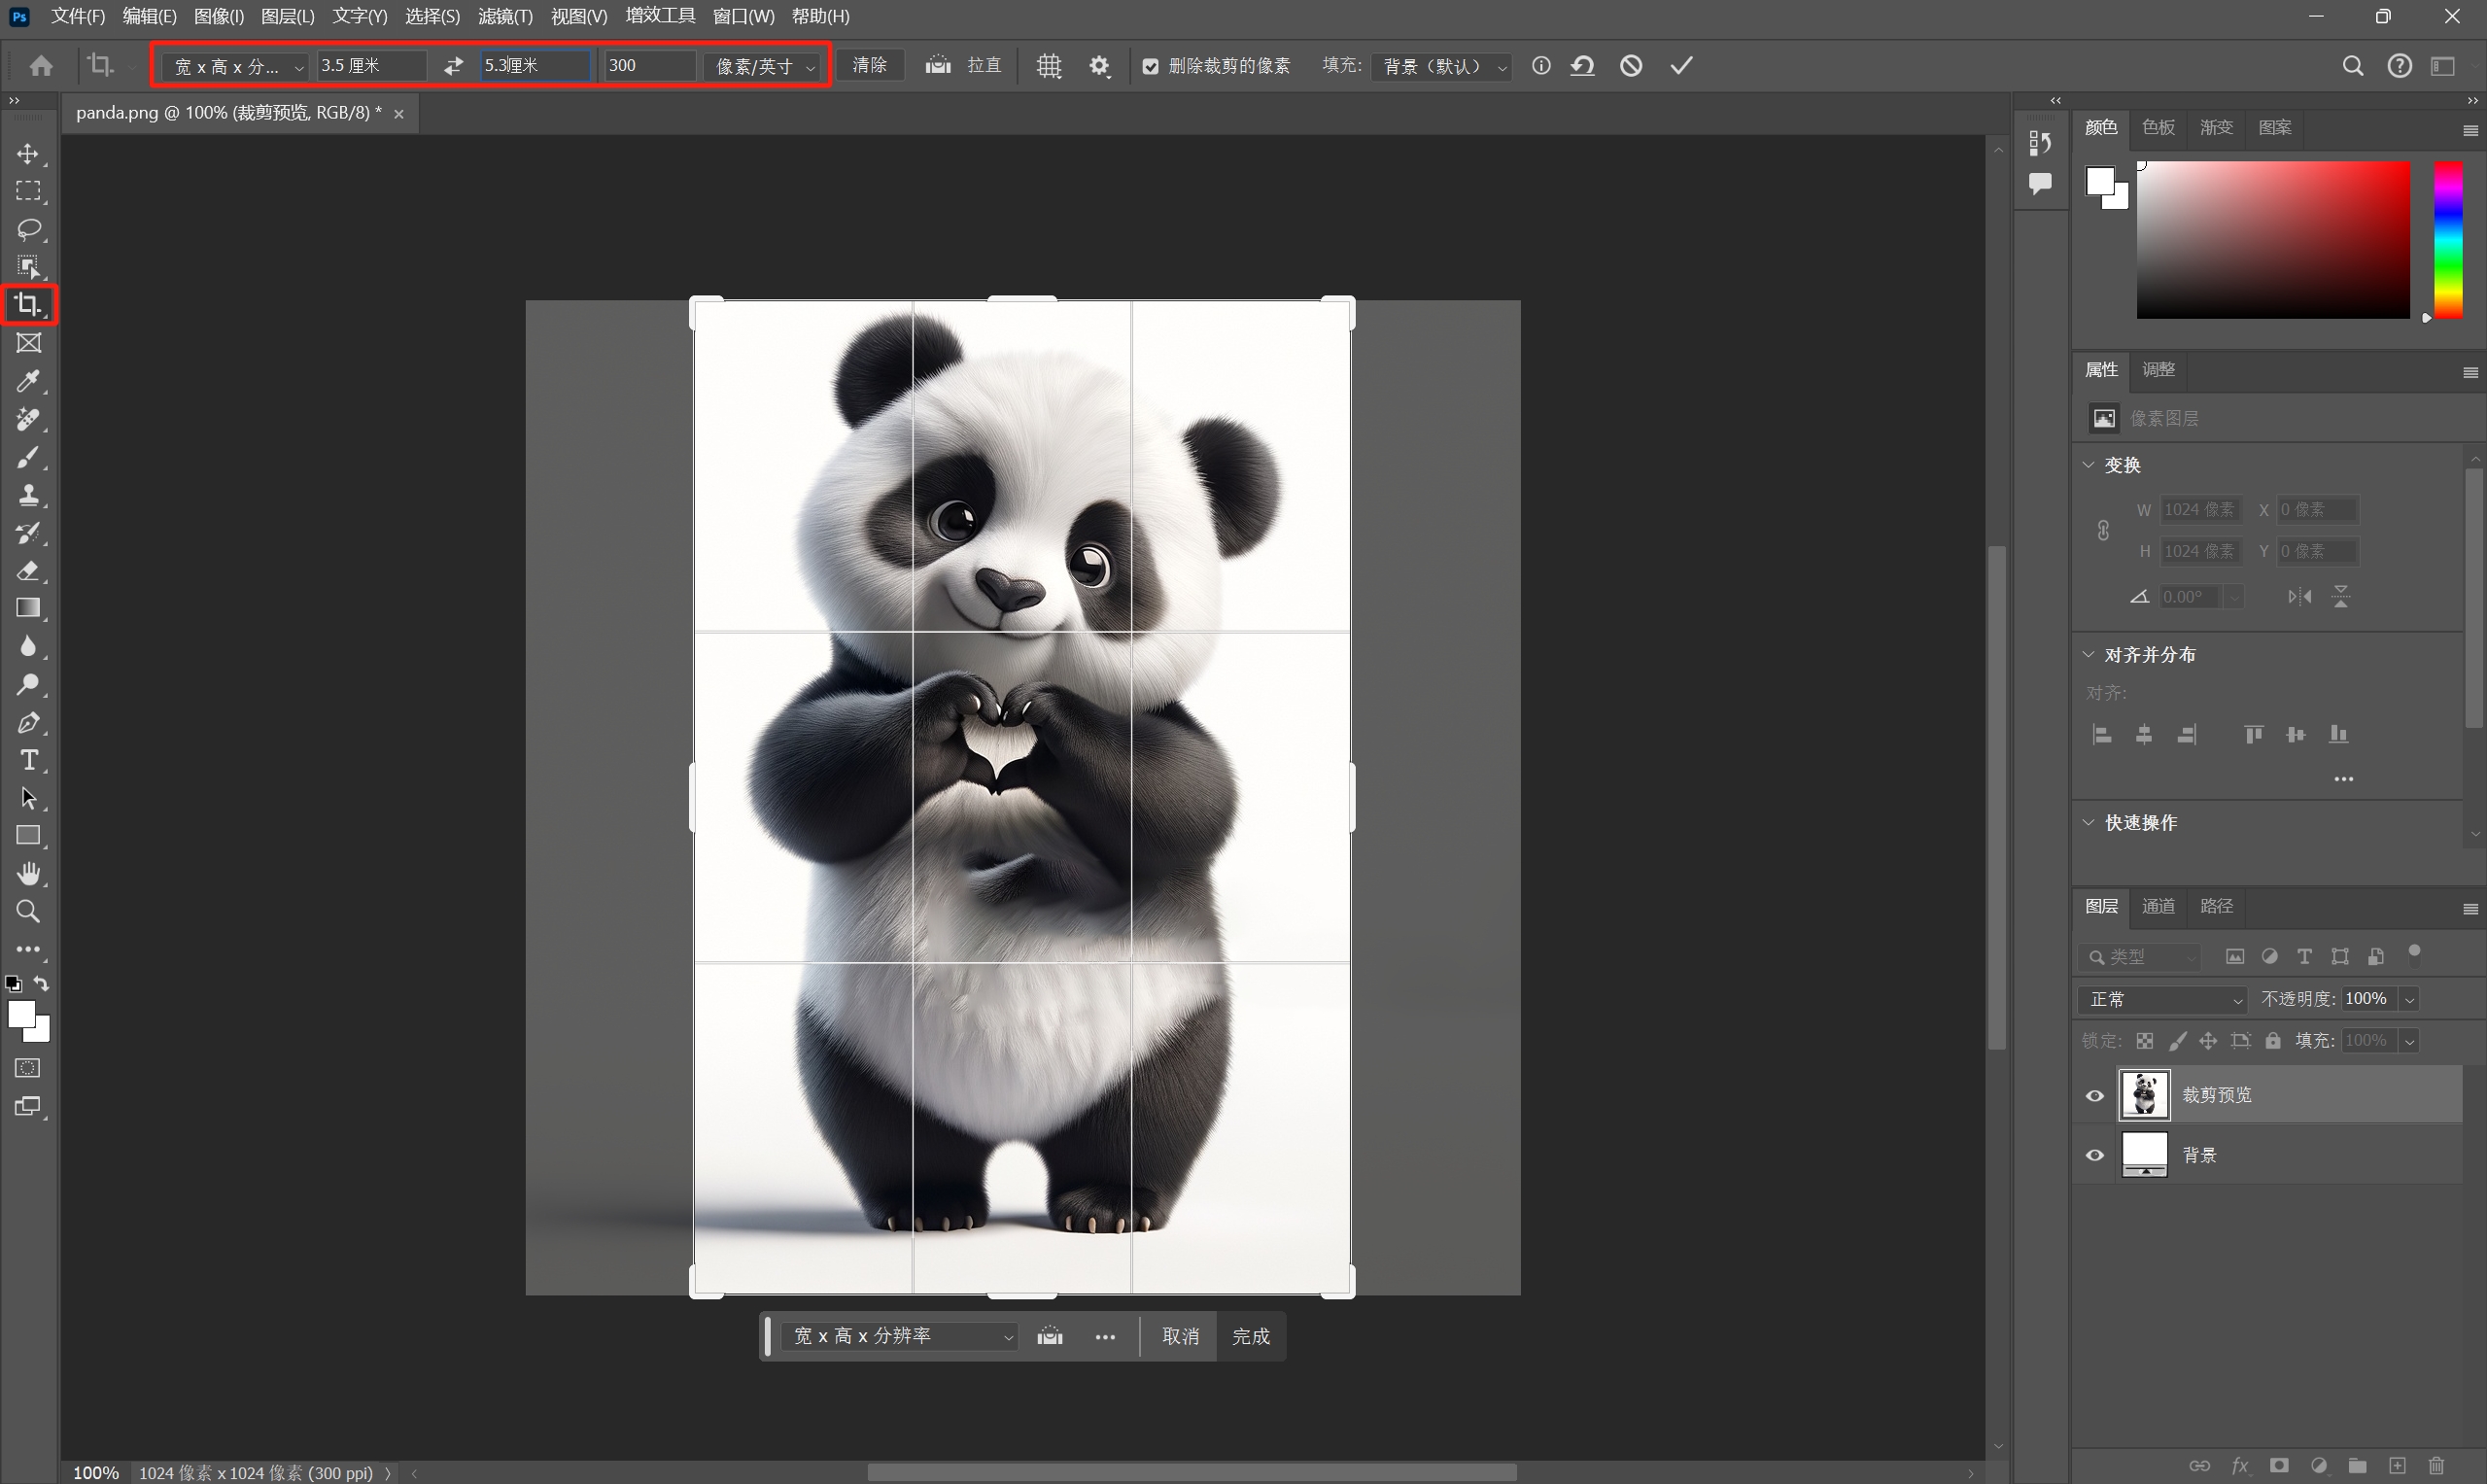 Ps 文件(F) 编辑(E) 图像(I) 图层(L) 文字(Y) 选择(S) 滤镜(T) 视图(V) 增效工具 窗口(W) 帮助(H)
宽 x 高 x 分... 3.5 厘米 5.3厘米 300 像素/英寸 清除 拉直 删除裁剪的像素 填充: 背景（默认）
panda.png @ 100% (裁剪预览, RGB/8) *
颜色 色板 渐变 图案
属性 调整
像素图层
变换
W 1024 像素 X 0 像素
H 1024 像素 Y 0 像素
0.00°
对齐并分布
对齐:
快速操作
图层 通道 路径
类型
正常 不透明度: 100%
锁定: 填充: 100%
裁剪预览
背景
宽 x 高 x 分辨率 取消 完成
100% 1024 像素 x 1024 像素 (300 ppi)
fx